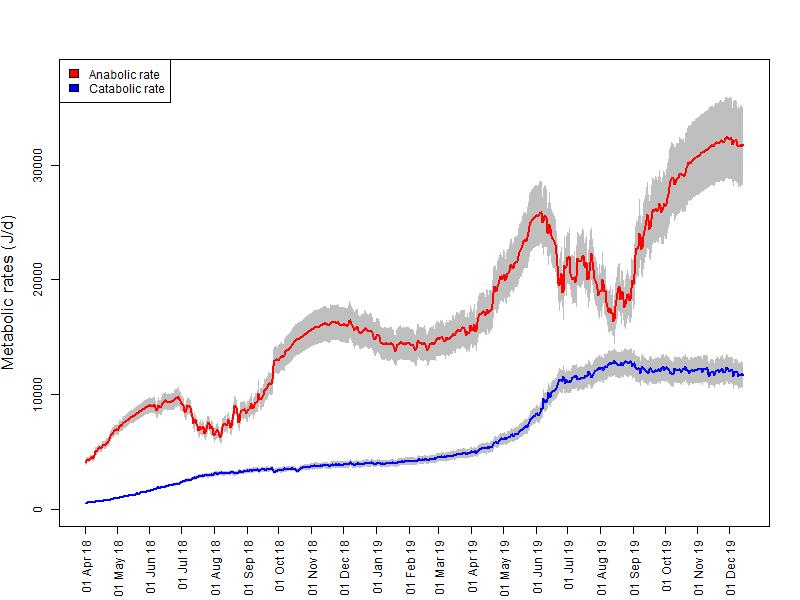 Anabolic rate
Catabolic rate
Metabolic rates (J/d)
30000
20000
10000
0
01 Apr 18
01 May 18
01 Jun 18
01 Jul 18
01 Aug 18
01 Sep 18
01 Oct 18
01 Nov 18
01 Dec 18
01 Jan 19
01 Feb 19
01 Mar 19
01 Apr 19
01 May 19
01 Jun 19
01 Jul 19
01 Aug 19
01 Sep 19
01 Oct 19
01 Nov 19
01 Dec 19